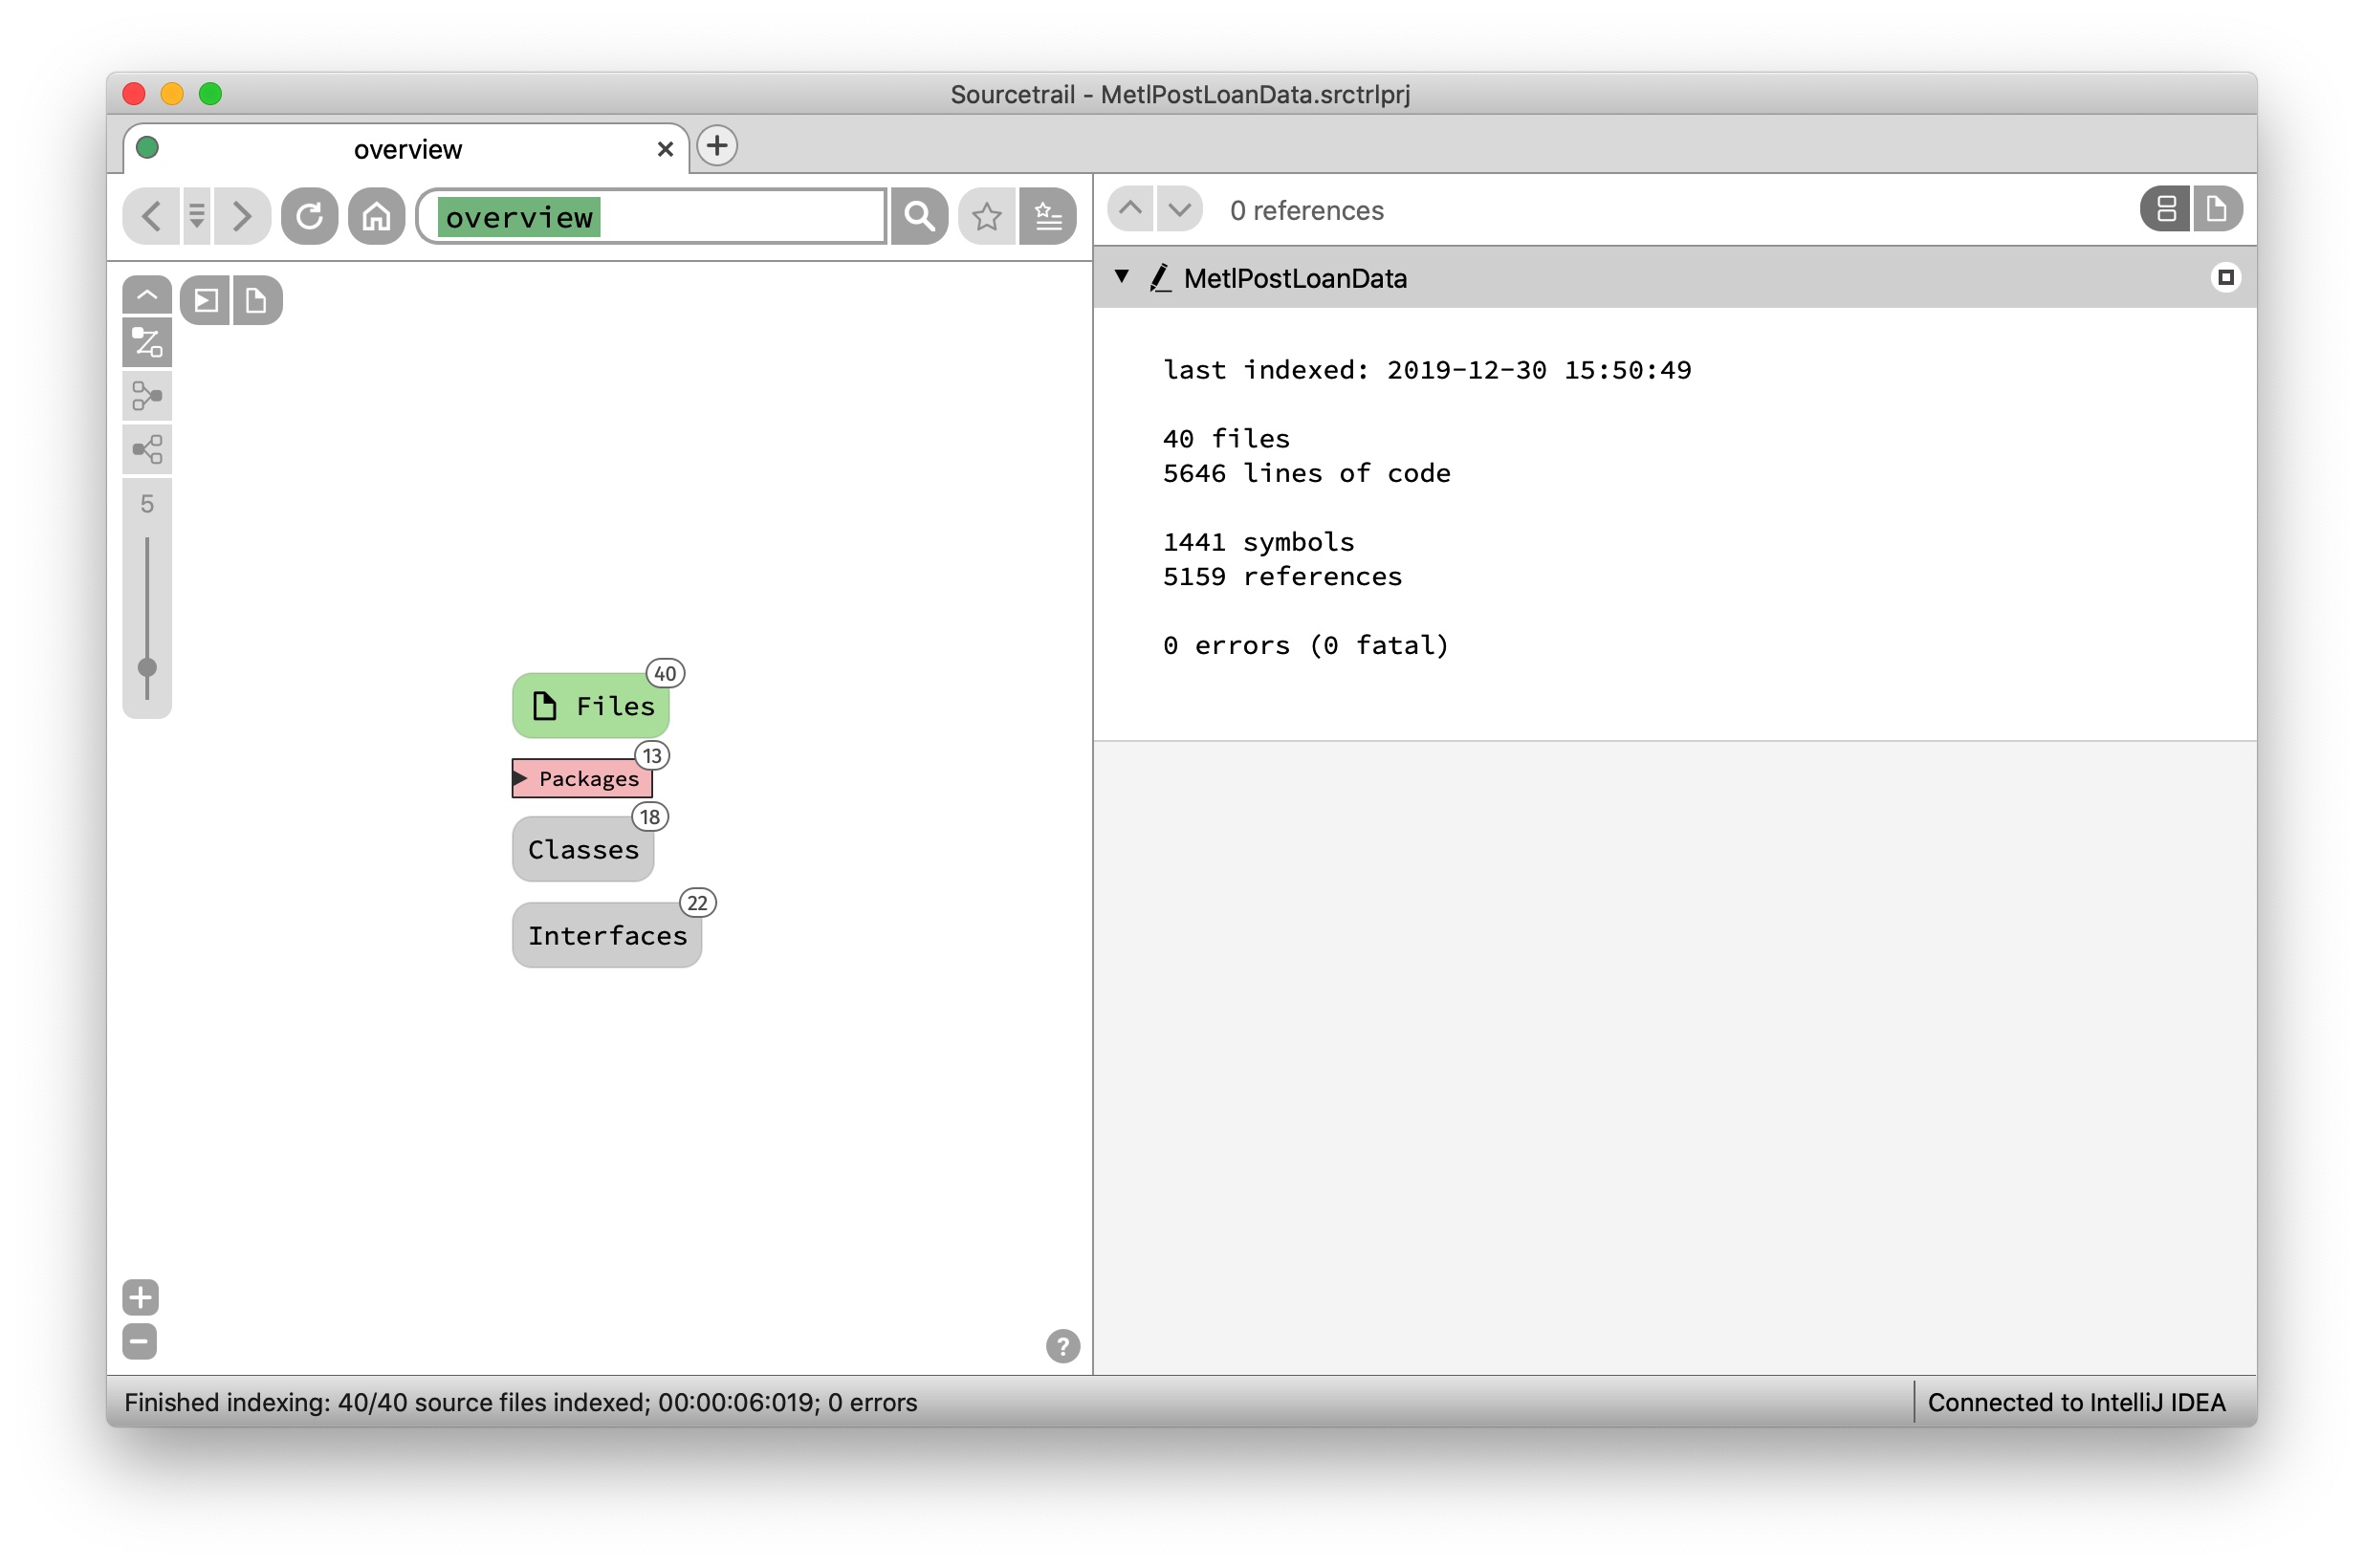 Sourcetrail - MetlPostLoanData.srctrlprj
overview
overview
0 references
MetlPostLoanData
last indexed: 2019-12-30 15:50:49
40 files
5646 lines of code
1441 symbols
5159 references
0 errors (0 fatal)
5
40
Files
13
Packages
18
Classes
22
Interfaces
?
Finished indexing: 40/40 source files indexed; 00:00:06:019; 0 errors
Connected to IntelliJ IDEA